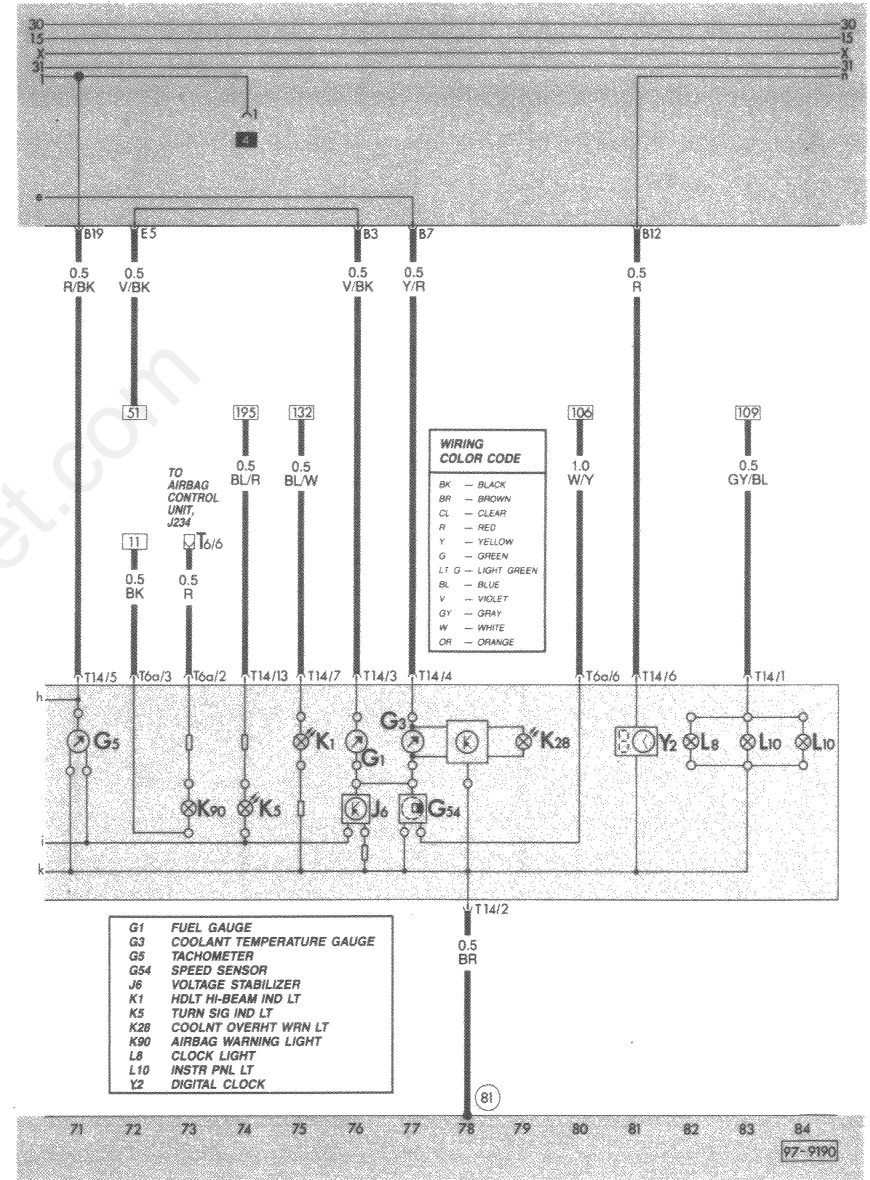 30 30
15 15
X X
31 31
i n
1
4
e
B19 E5 B3 B7 B12
0.5 0.5 0.5 0.5 0.5
R/BK V/BK V/BK Y/R R
51 195 132 106 109
0.5 0.5 1.0 0.5
BL/R BL/W W/Y GY/BL
TO
AIRBAG
CONTROL
UNIT,
J234
11 T6/6
0.5 0.5
BK R
WIRING
COLOR CODE
BK — BLACK
BR — BROWN
CL — CLEAR
R — RED
Y — YELLOW
G — GREEN
LT G — LIGHT GREEN
BL — BLUE
V — VIOLET
GY — GRAY
W — WHITE
OR — ORANGE
T14/5 T6a/3 T6a/2 T14/13 T14/7 T14/3 T14/4 T6a/6 T14/6 T14/1
h
G5 K1 G1 G3 k K28 Y2 L8 L10 L10
K90 K5 k J6 G54
i
k
T14/2
0.5
BR
G1 FUEL GAUGE
G3 COOLANT TEMPERATURE GAUGE
G5 TACHOMETER
G54 SPEED SENSOR
J6 VOLTAGE STABILIZER
K1 HDLT HI-BEAM IND LT
K5 TURN SIG IND LT
K28 COOLNT OVERHT WRN LT
K90 AIRBAG WARNING LIGHT
L8 CLOCK LIGHT
L10 INSTR PNL LT
Y2 DIGITAL CLOCK
81
71 72 73 74 75 76 77 78 79 80 81 82 83 84
97-9190